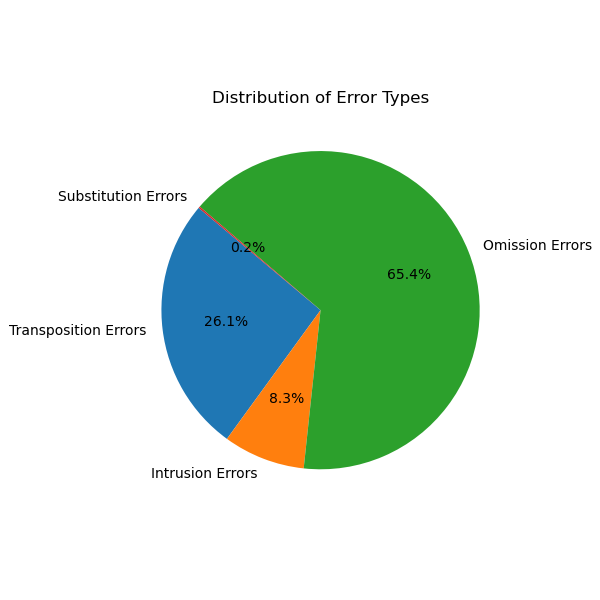 Distribution of Error Types
Substitution Errors
0.2%
Omission Errors
65.4%
26.1%
Transposition Errors
8.3%
Intrusion Errors